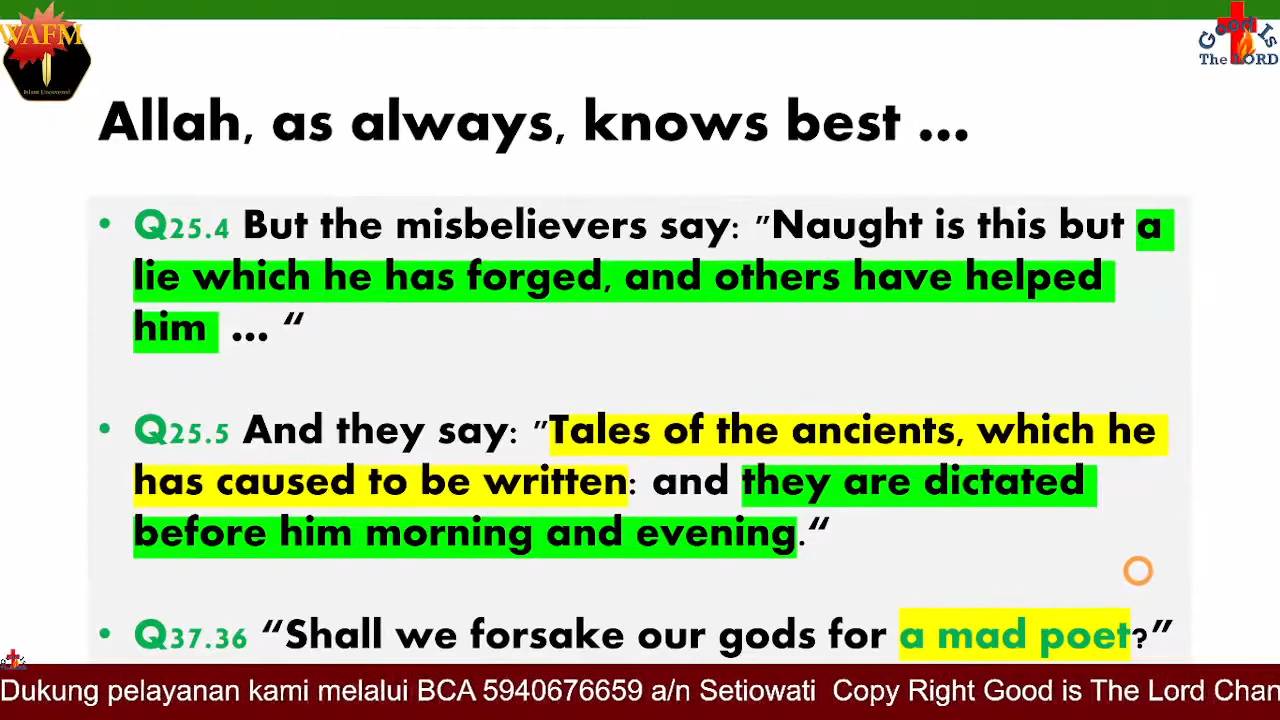 WAFM
Islam Uncovered
Good Is
The LORD
Allah, as always, knows best ...
• Q25.4 But the misbelievers say: "Naught is this but a
lie which he has forged, and others have helped
him ... “
• Q25.5 And they say: "Tales of the ancients, which he
has caused to be written: and they are dictated
before him morning and evening.“
• Q37.36 “Shall we forsake our gods for a mad poet?”
Dukung pelayanan kami melalui BCA 5940676659 a/n Setiowati Copy Right Good is The Lord Chan